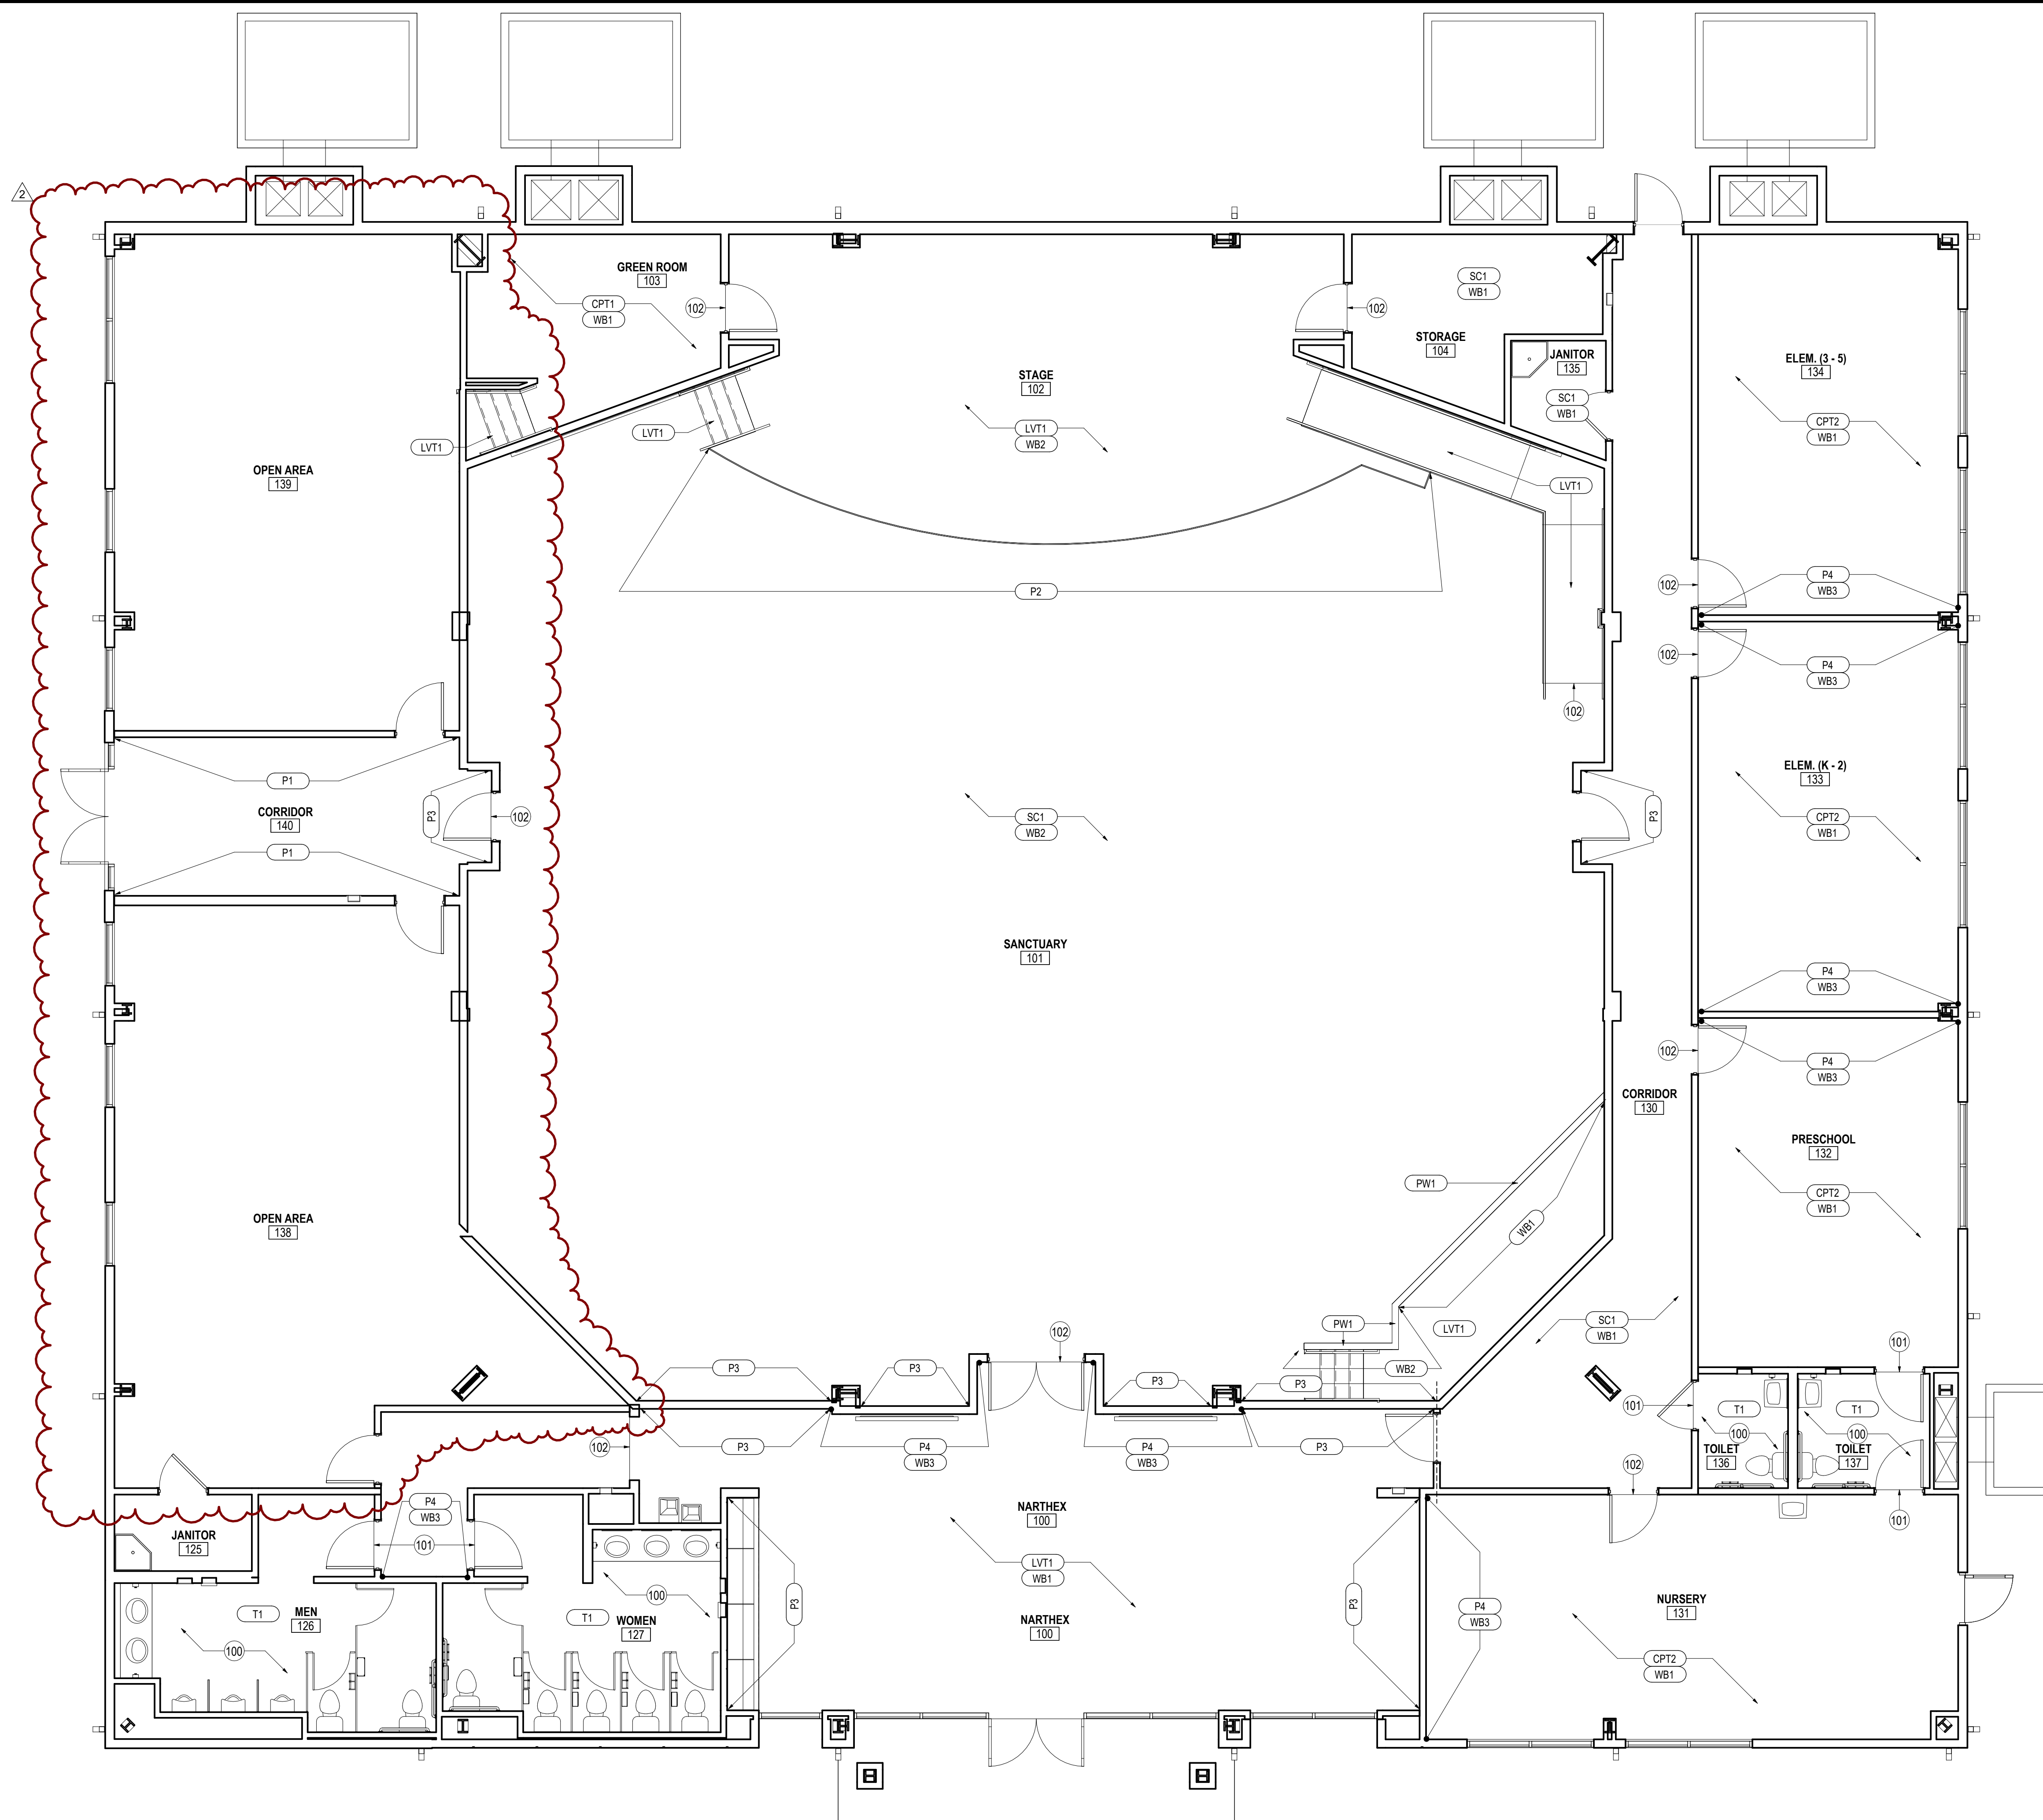 2
GREEN ROOM
103
CPT1
WB1
102
102
SC1
WB1
STORAGE
104
JANITOR
135
SC1
WB1
ELEM. (3 - 5)
134
CPT2
WB1
STAGE
102
LVT1
WB2
LVT1
LVT1
LVT1
OPEN AREA
139
P2
102
P4
WB3
102
P4
WB3
102
P1
CORRIDOR
140
P3
102
P1
SC1
WB2
P3
ELEM. (K - 2)
133
CPT2
WB1
SANCTUARY
101
P4
WB3
102
P4
WB3
CORRIDOR
130
PRESCHOOL
132
CPT2
WB1
PW1
WB1
OPEN AREA
138
PW1
LVT1
SC1
WB1
102
101
P3
P3
P3
P3
WB2
101
T1
T1
100
100
TOILET
136
TOILET
137
102
P3
P4
WB3
P4
WB3
P3
102
P4
WB3
NARTHEX
100
101
JANITOR
125
101
LVT1
WB1
100
P3
P3
T1
MEN
126
T1
WOMEN
127
NARTHEX
100
P4
WB3
NURSERY
131
100
CPT2
WB1